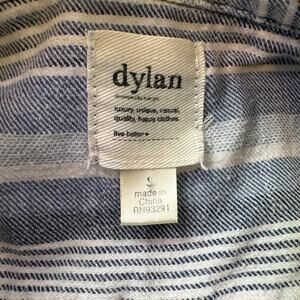 dylan
luxury, unique, casual,
quality, happy clothes.
live better+
S
made in
China
RN93291